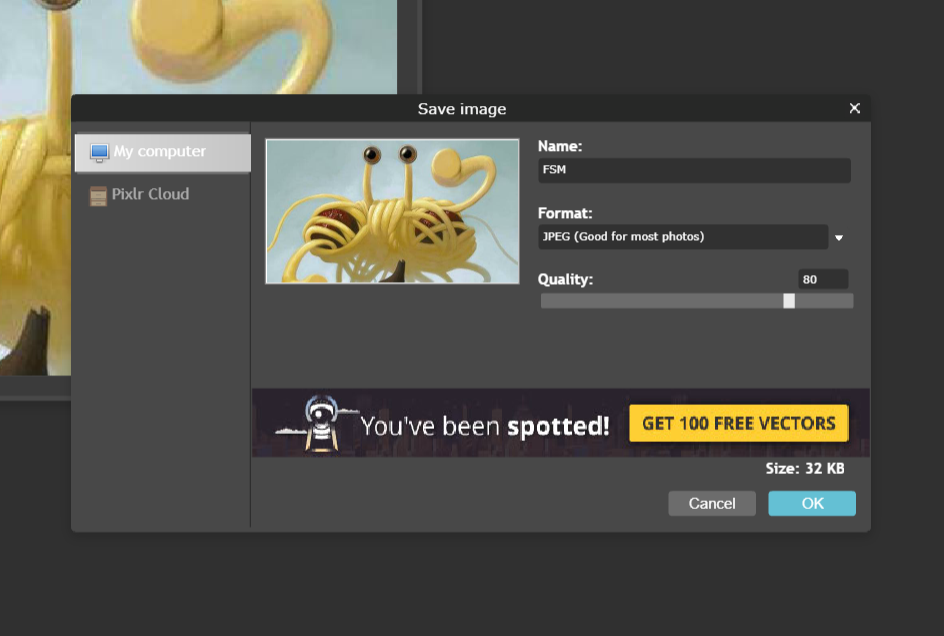 Save image
My computer
Pixlr Cloud
Name:
FSM
Format:
JPEG (Good for most photos)
Quality:
80
You've been spotted!
GET 100 FREE VECTORS
Size: 32 KB
Cancel
OK